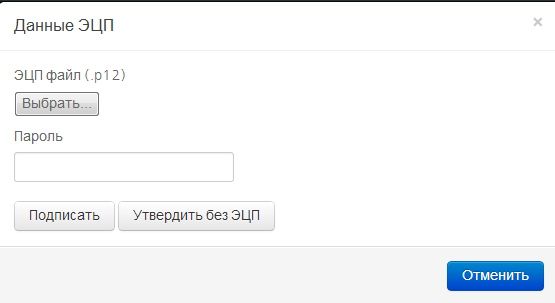 Данные ЭЦП ×
ЭЦП файл (.p12)
Выбрать...
Пароль
Подписать Утвердить без ЭЦП
Отменить